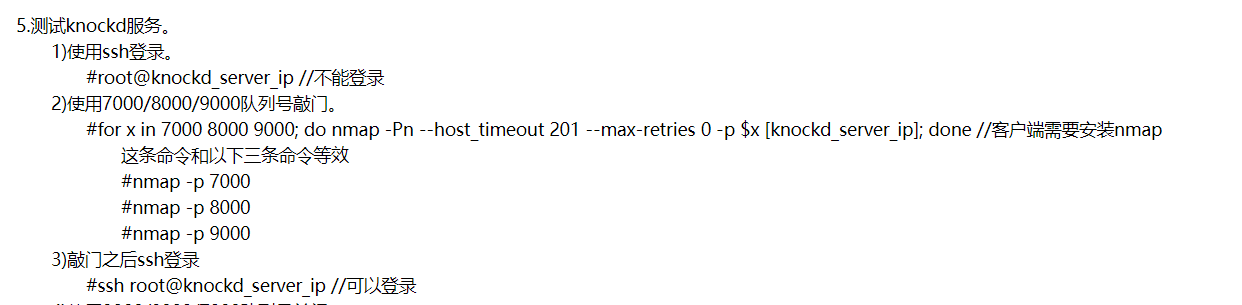 5.测试knockd服务。
1)使用ssh登录。
#root@knockd_server_ip //不能登录
2)使用7000/8000/9000队列号敲门。
#for x in 7000 8000 9000; do nmap -Pn --host_timeout 201 --max-retries 0 -p $x [knockd_server_ip]; done //客户端需要安装nmap
这条命令和以下三条命令等效
#nmap -p 7000
#nmap -p 8000
#nmap -p 9000
3)敲门之后ssh登录
#ssh root@knockd_server_ip //可以登录